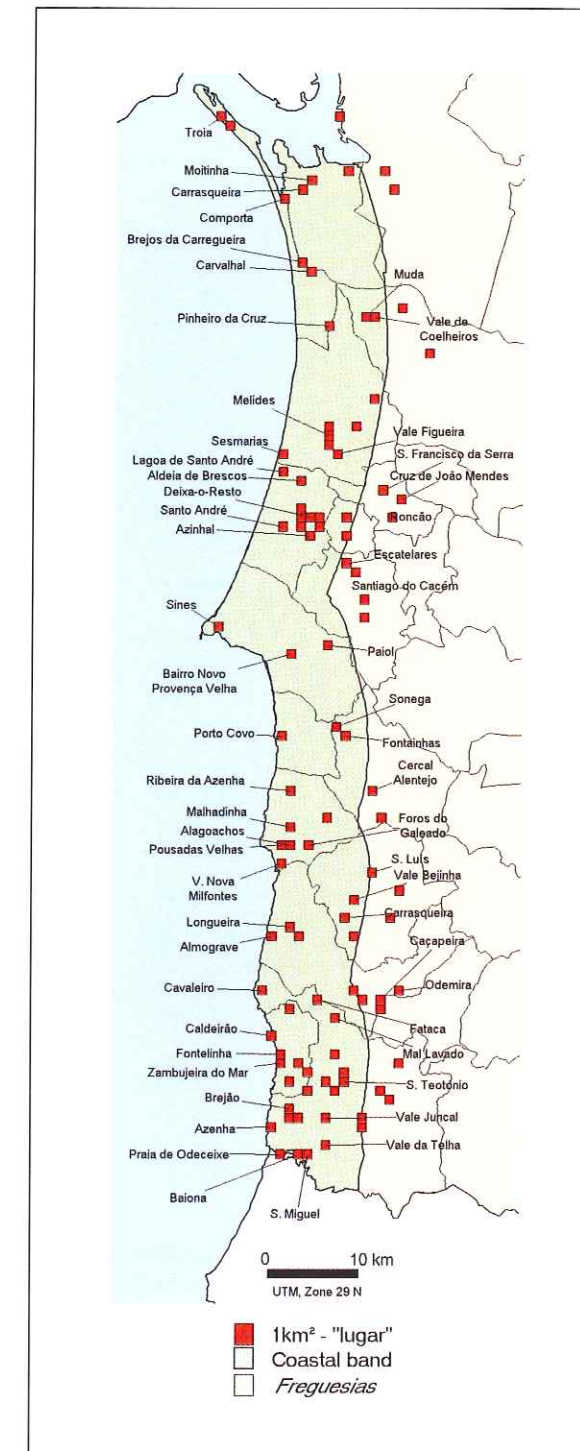 Troia
Moitinha
Carrasqueira
Comporta
Brejos da Carregueira
Carvalhal
Muda
Pinheiro da Cruz
Vale de
Coelheiros
Melides
Sesmarias
Vale Figueira
S. Francisco da Serra
Lagoa de Santo André
Aldeia de Brescos
Cruz de João Mendes
Deixa-o-Resto
Santo André
Roncão
Azinhal
Escatelares
Santiago do Cacém
Sines
Paiol
Bairro Novo
Provença Velha
Sonega
Porto Covo
Fontainhas
Cercal
Alentejo
Ribeira da Azenha
Malhadinha
Foros do
Galeado
Alagoachos
Pousadas Velhas
S. Luís
V. Nova
Milfontes
Vale Bejinha
Longueira
Carrasqueira
Almograve
Caçapeira
Cavaleiro
Odemira
Caldeirão
Fataca
Fontelinha
Mal Lavado
Zambujeira do Mar
S. Teotónio
Brejão
Azenha
Vale Juncal
Praia de Odeceixe
Vale da Telha
Baiona
S. Miguel
0 10 km
UTM, Zone 29 N
1km² - "lugar"
Coastal band
Freguesias